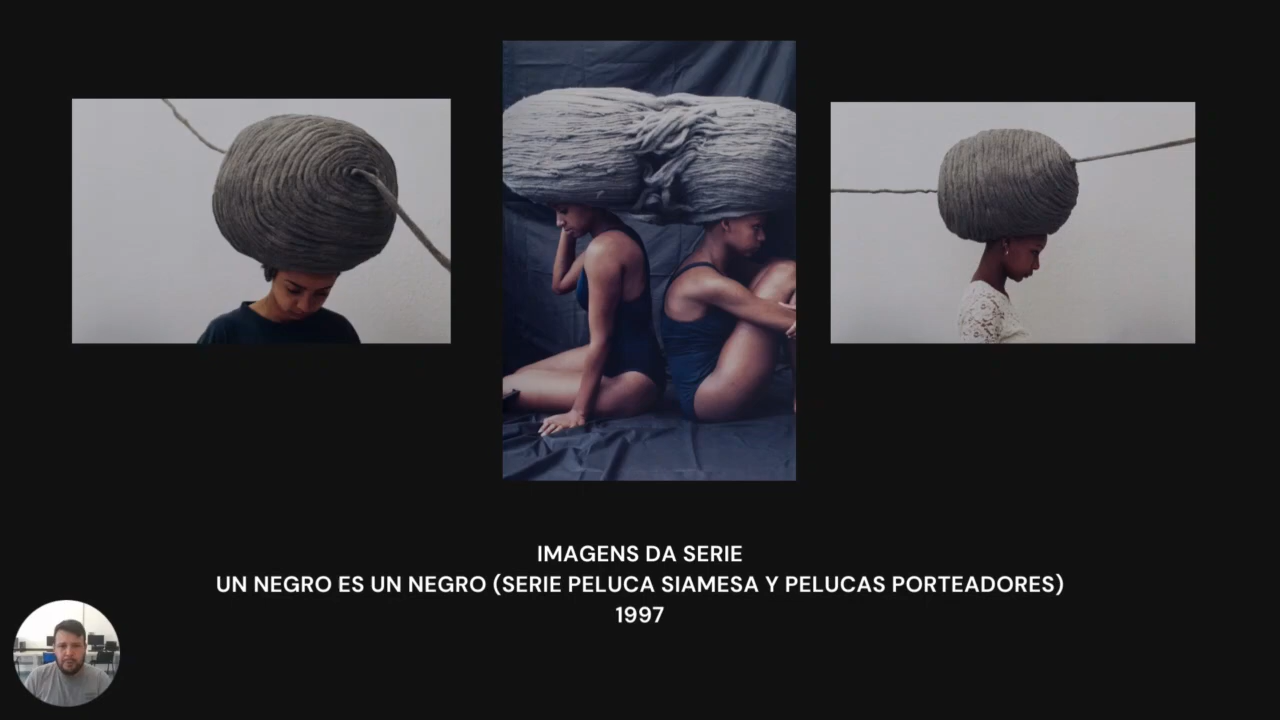 IMAGENS DA SERIE
UN NEGRO ES UN NEGRO (SERIE PELUCA SIAMESA Y PELUCAS PORTEADORES)
1997